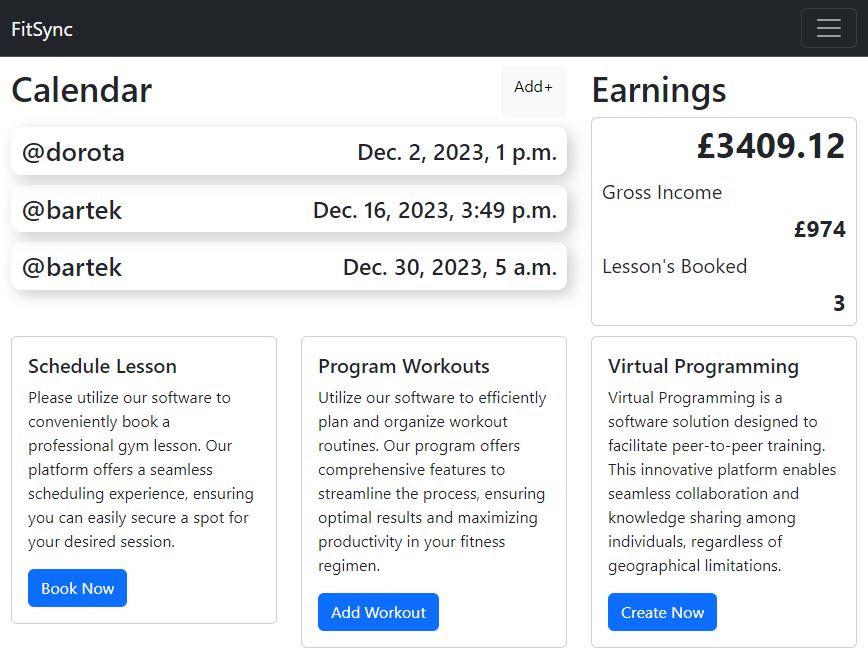 FitSync
Calendar
Add+
@dorota Dec. 2, 2023, 1 p.m.
@bartek Dec. 16, 2023, 3:49 p.m.
@bartek Dec. 30, 2023, 5 a.m.
Earnings
£3409.12
Gross Income
£974
Lesson's Booked
3
Schedule Lesson
Please utilize our software to
conveniently book a
professional gym lesson. Our
platform offers a seamless
scheduling experience, ensuring
you can easily secure a spot for
your desired session.
Book Now
Program Workouts
Utilize our software to efficiently
plan and organize workout
routines. Our program offers
comprehensive features to
streamline the process, ensuring
optimal results and maximizing
productivity in your fitness
regimen.
Add Workout
Virtual Programming
Virtual Programming is a
software solution designed to
facilitate peer-to-peer training.
This innovative platform enables
seamless collaboration and
knowledge sharing among
individuals, regardless of
geographical limitations.
Create Now